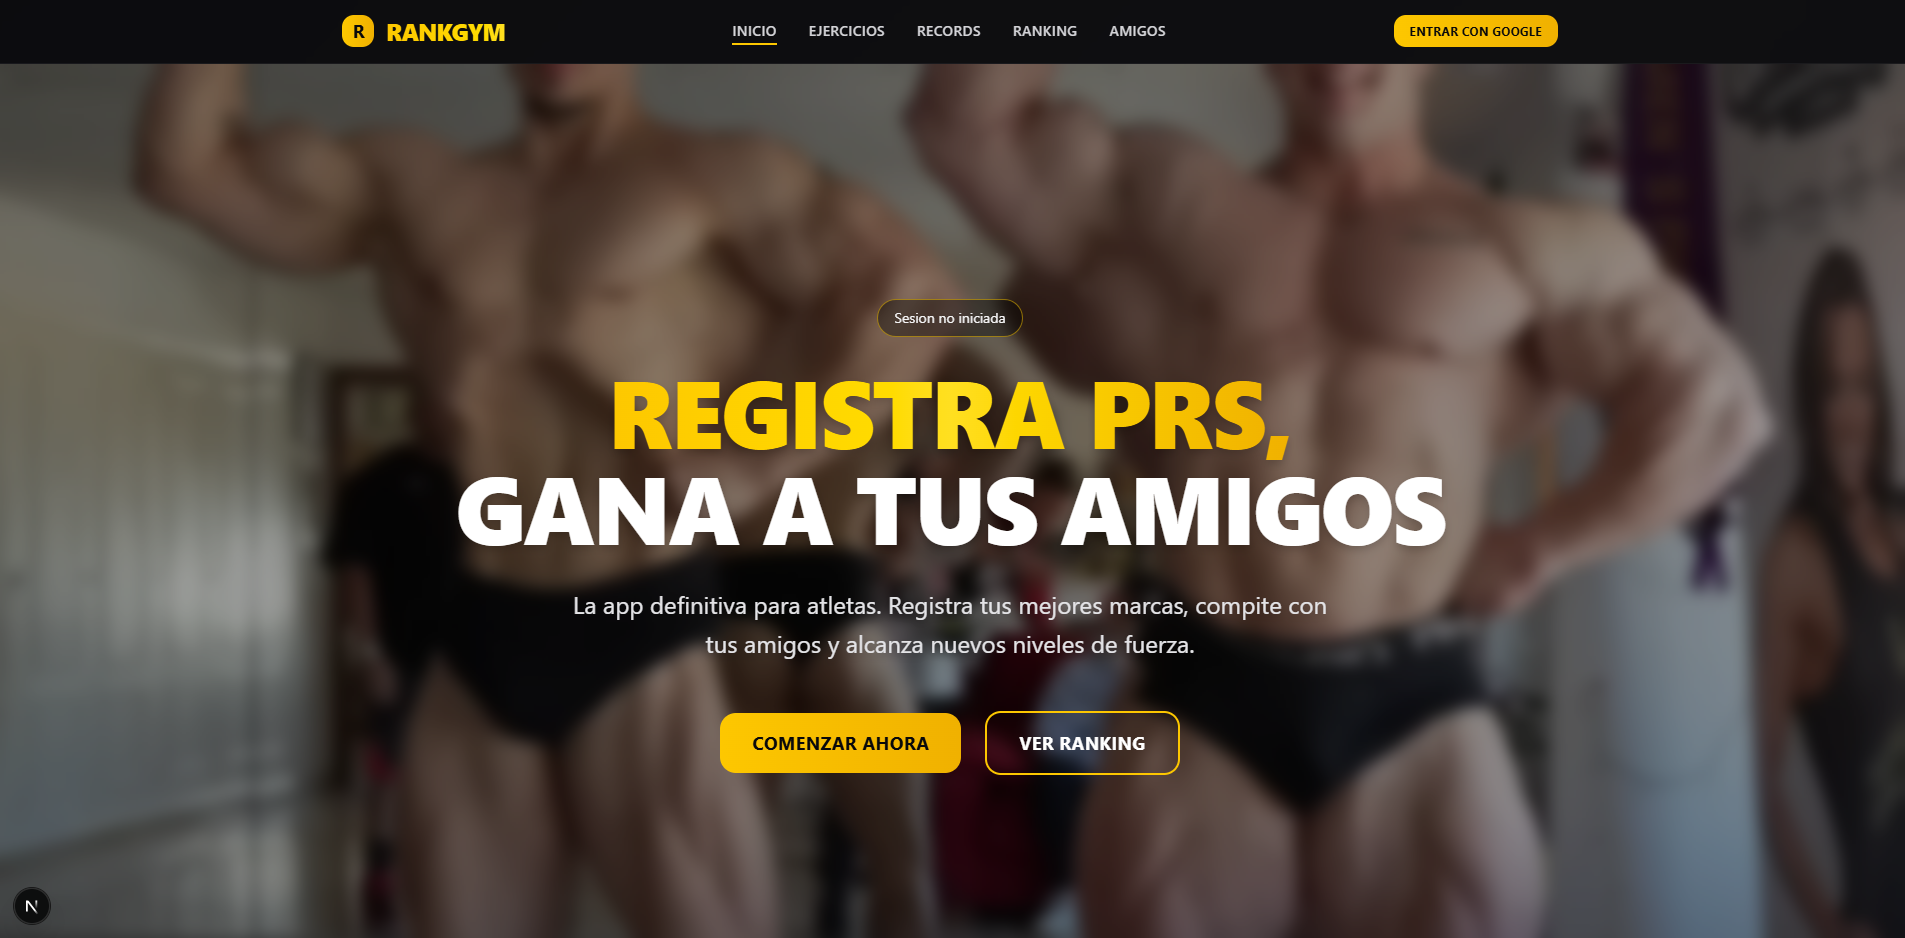 R RANKGYM
INICIO EJERCICIOS RECORDS RANKING AMIGOS
ENTRAR CON GOOGLE
Sesion no iniciada
REGISTRA PRS,
GANA A TUS AMIGOS
La app definitiva para atletas. Registra tus mejores marcas, compite con
tus amigos y alcanza nuevos niveles de fuerza.
COMENZAR AHORA
VER RANKING
N